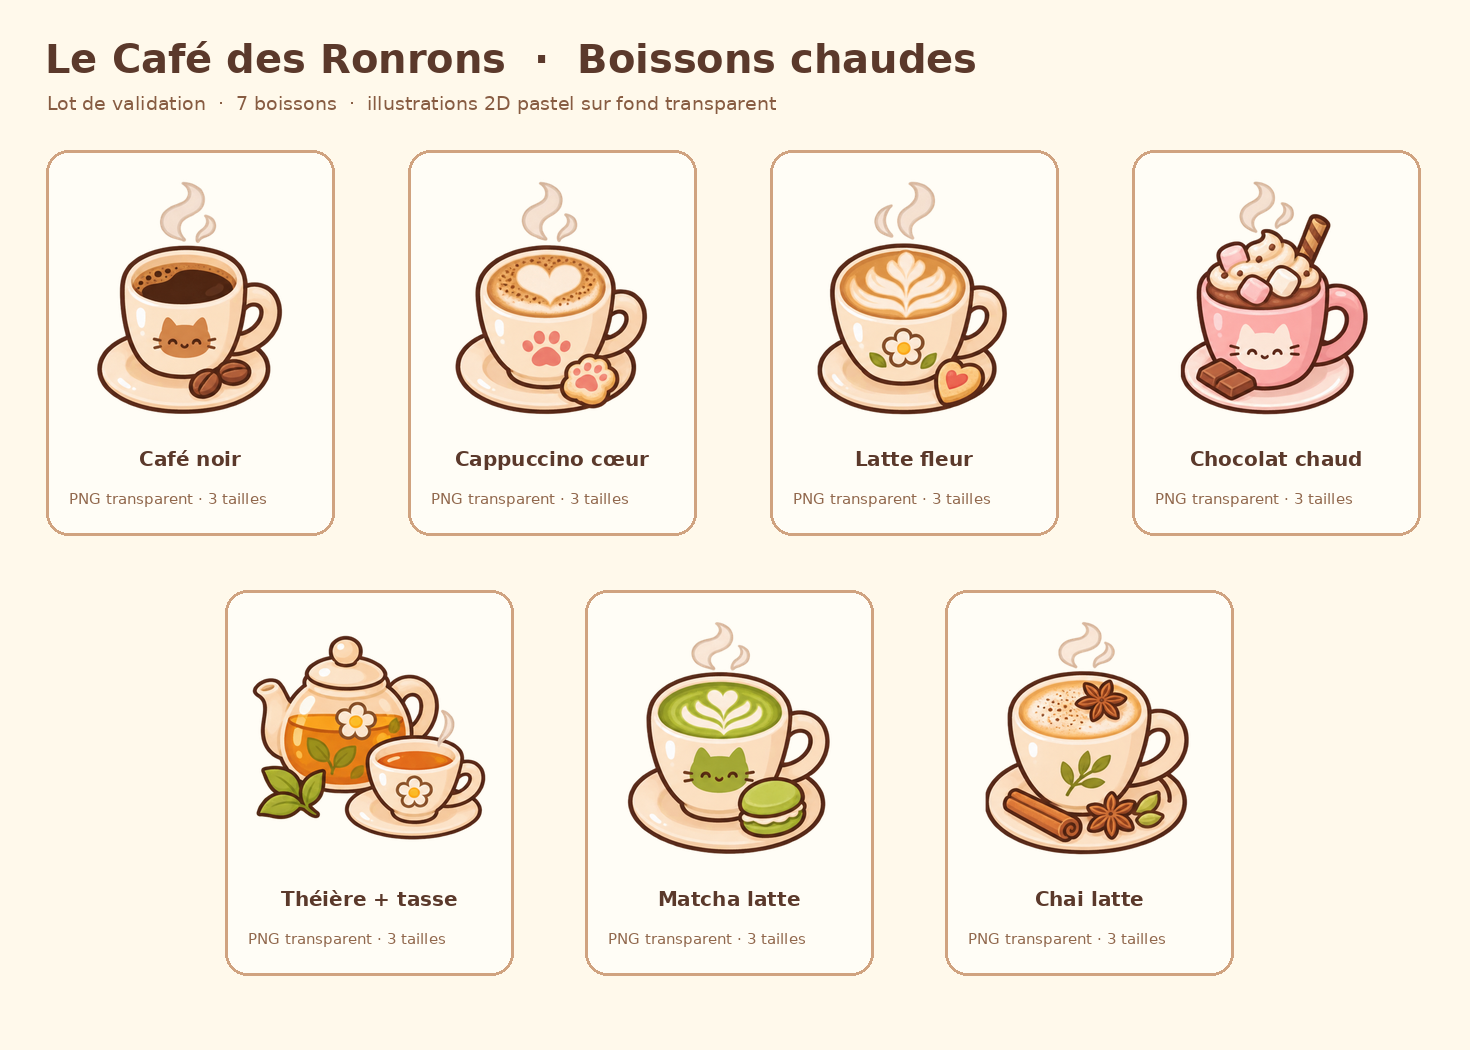 Le Café des Ronrons · Boissons chaudes
Lot de validation · 7 boissons · illustrations 2D pastel sur fond transparent
Café noir
PNG transparent · 3 tailles
Cappuccino cœur
PNG transparent · 3 tailles
Latte fleur
PNG transparent · 3 tailles
Chocolat chaud
PNG transparent · 3 tailles
Théière + tasse
PNG transparent · 3 tailles
Matcha latte
PNG transparent · 3 tailles
Chai latte
PNG transparent · 3 tailles